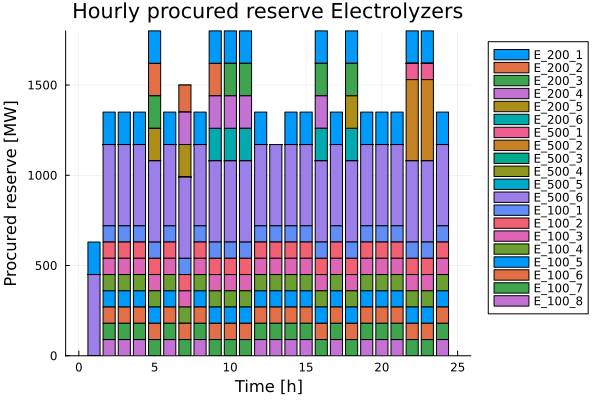 Hourly procured reserve Electrolyzers
Procured reserve [MW]
1500
1000
500
0
0
5
10
15
20
25
Time [h]
E_200_1
E_200_2
E_200_3
E_200_4
E_200_5
E_200_6
E_500_1
E_500_2
E_500_3
E_500_4
E_500_5
E_500_6
E_100_1
E_100_2
E_100_3
E_100_4
E_100_5
E_100_6
E_100_7
E_100_8